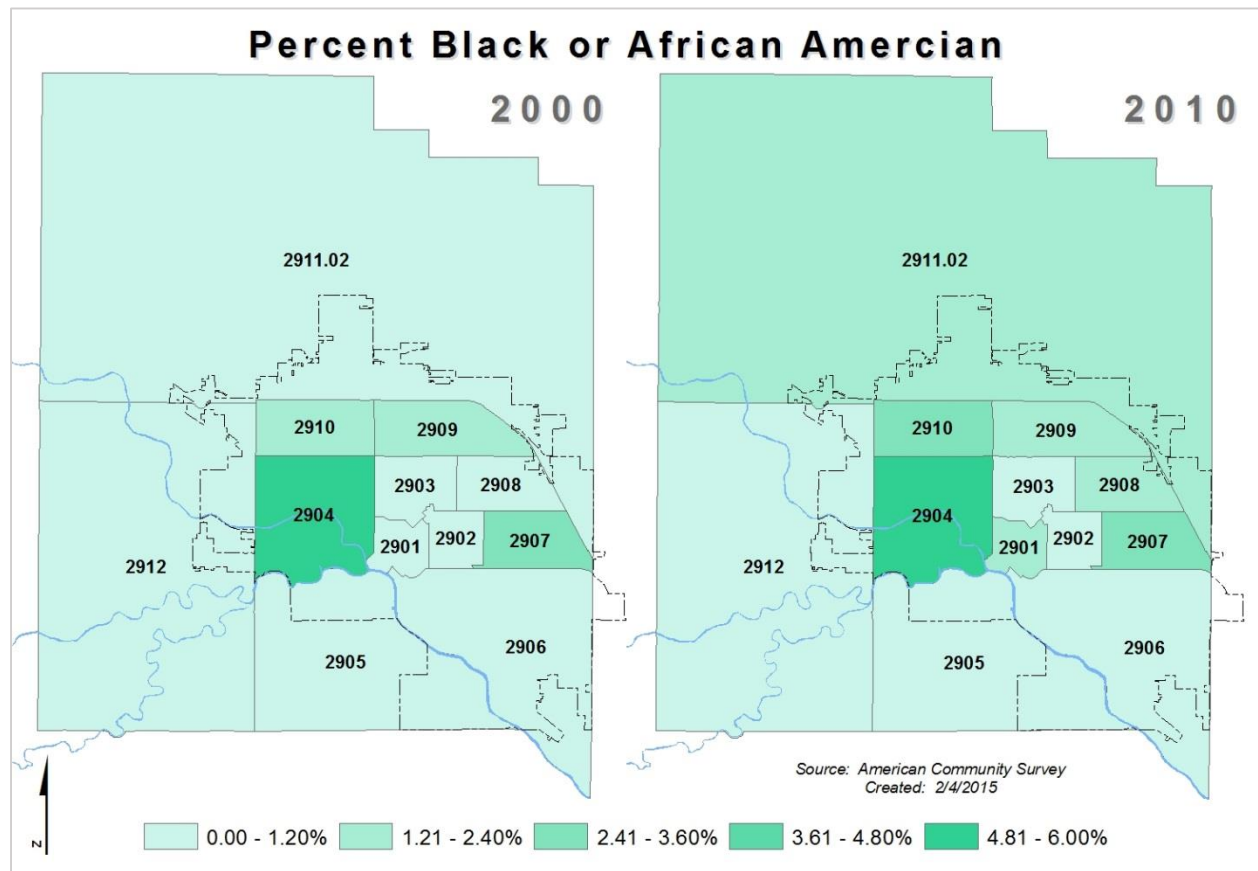 Percent Black or African Amercian
2000
2010
2911.02
2911.02
2910
2909
2910
2909
2903
2908
2903
2908
2904
2904
2901
2902
2907
2901
2902
2907
2912
2912
2905
2906
2905
2906
Source: American Community Survey
Created: 2/4/2015
N
0.00 - 1.20%
1.21 - 2.40%
2.41 - 3.60%
3.61 - 4.80%
4.81 - 6.00%